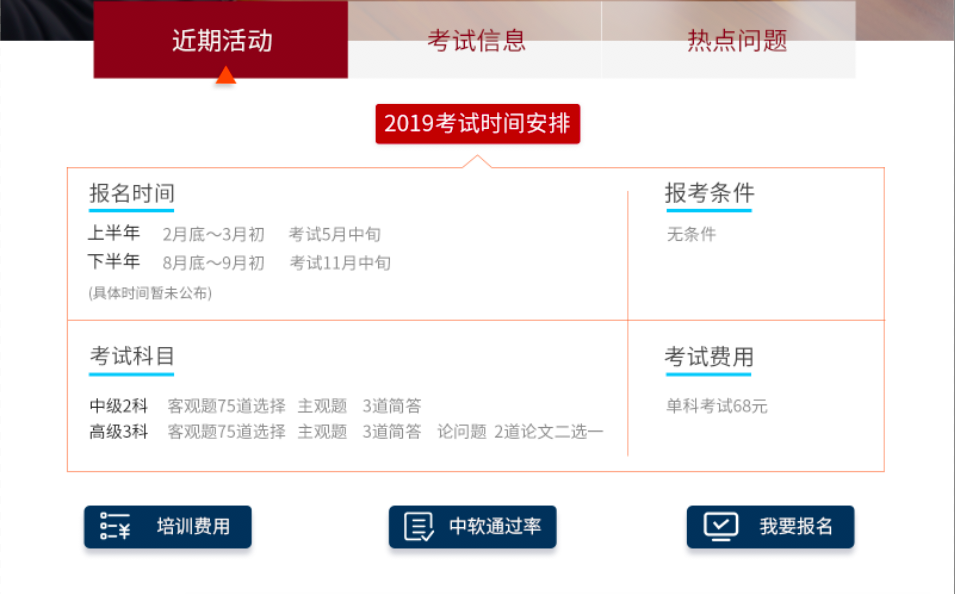 近期活动 考试信息 热点问题
2019考试时间安排
报名时间
上半年 2月底～3月初 考试5月中旬
下半年 8月底～9月初 考试11月中旬
(具体时间暂未公布)
报考条件
无条件
考试科目
中级2科 客观题75道选择 主观题 3道简答
高级3科 客观题75道选择 主观题 3道简答 论问题 2道论文二选一
考试费用
单科考试68元
培训费用 中软通过率 我要报名